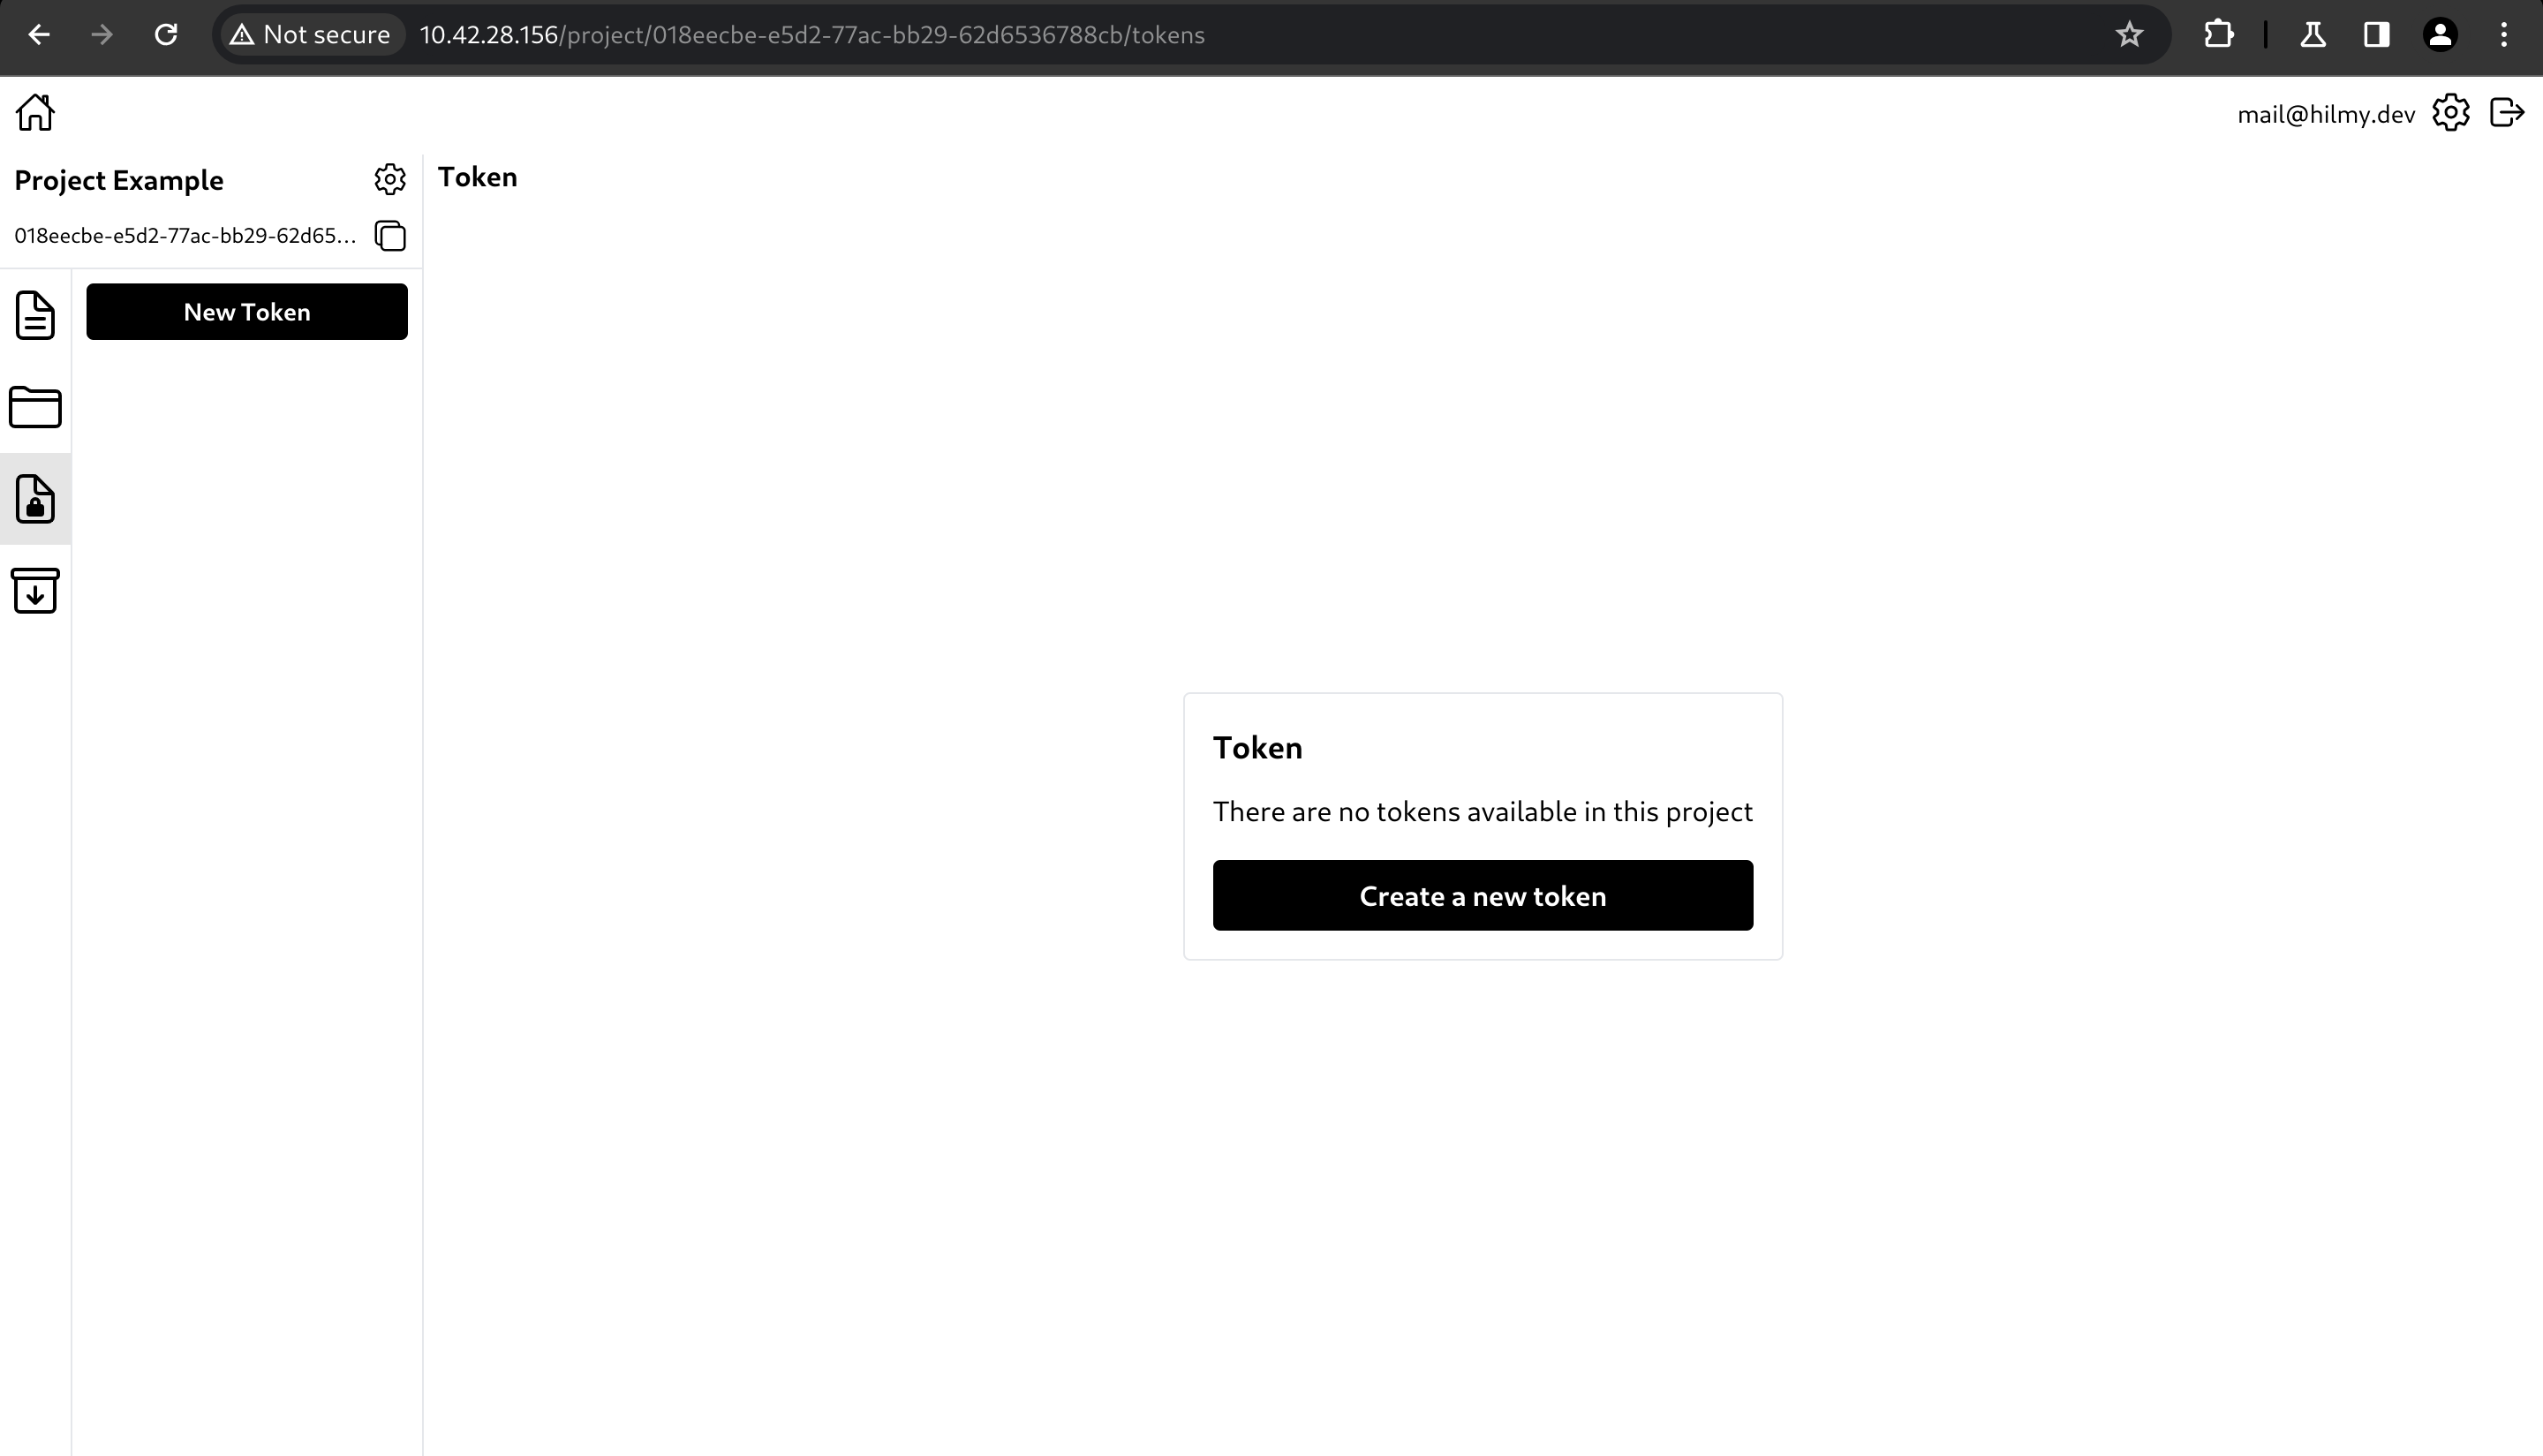 Not secure 10.42.28.156/project/018eecbe-e5d2-77ac-bb29-62d6536788cb/tokens
mail@hilmy.dev
Project Example
018eecbe-e5d2-77ac-bb29-62d65...
Token
New Token
Token
There are no tokens available in this project
Create a new token